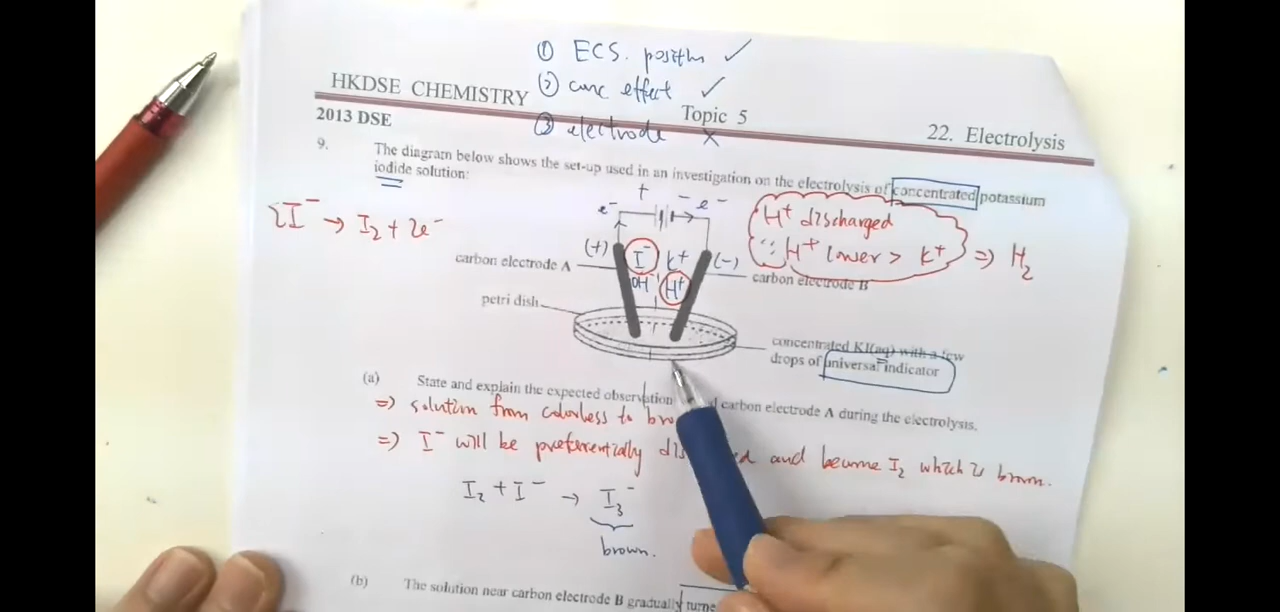 ① ECS. position ✓
② conc effect ✓
③ electrode ✗
HKDSE CHEMISTRY
Topic 5
22. Electrolysis
2013 DSE
9. The diagram below shows the set-up used in an investigation on the electrolysis of concentrated potassium
iodide solution:
2I⁻ → I₂ + 2e⁻
+ −
e⁻ e⁻
H⁺ discharged
∵ H⁺ lower > K⁺ ⇒ H₂
(+) I⁻ K⁺ (−)
OH⁻ H⁺
carbon electrode A
carbon electrode B
petri dish
concentrated KI(aq) with a few
drops of universal indicator
(a) State and explain the expected observation carbon electrode A during the electrolysis.
⇒ solution from colorless to
⇒ I⁻ will be preferentially and become I₂ which is brown.
I₂ + I⁻ → I₃⁻
brown.
(b) The solution near carbon electrode B gradually